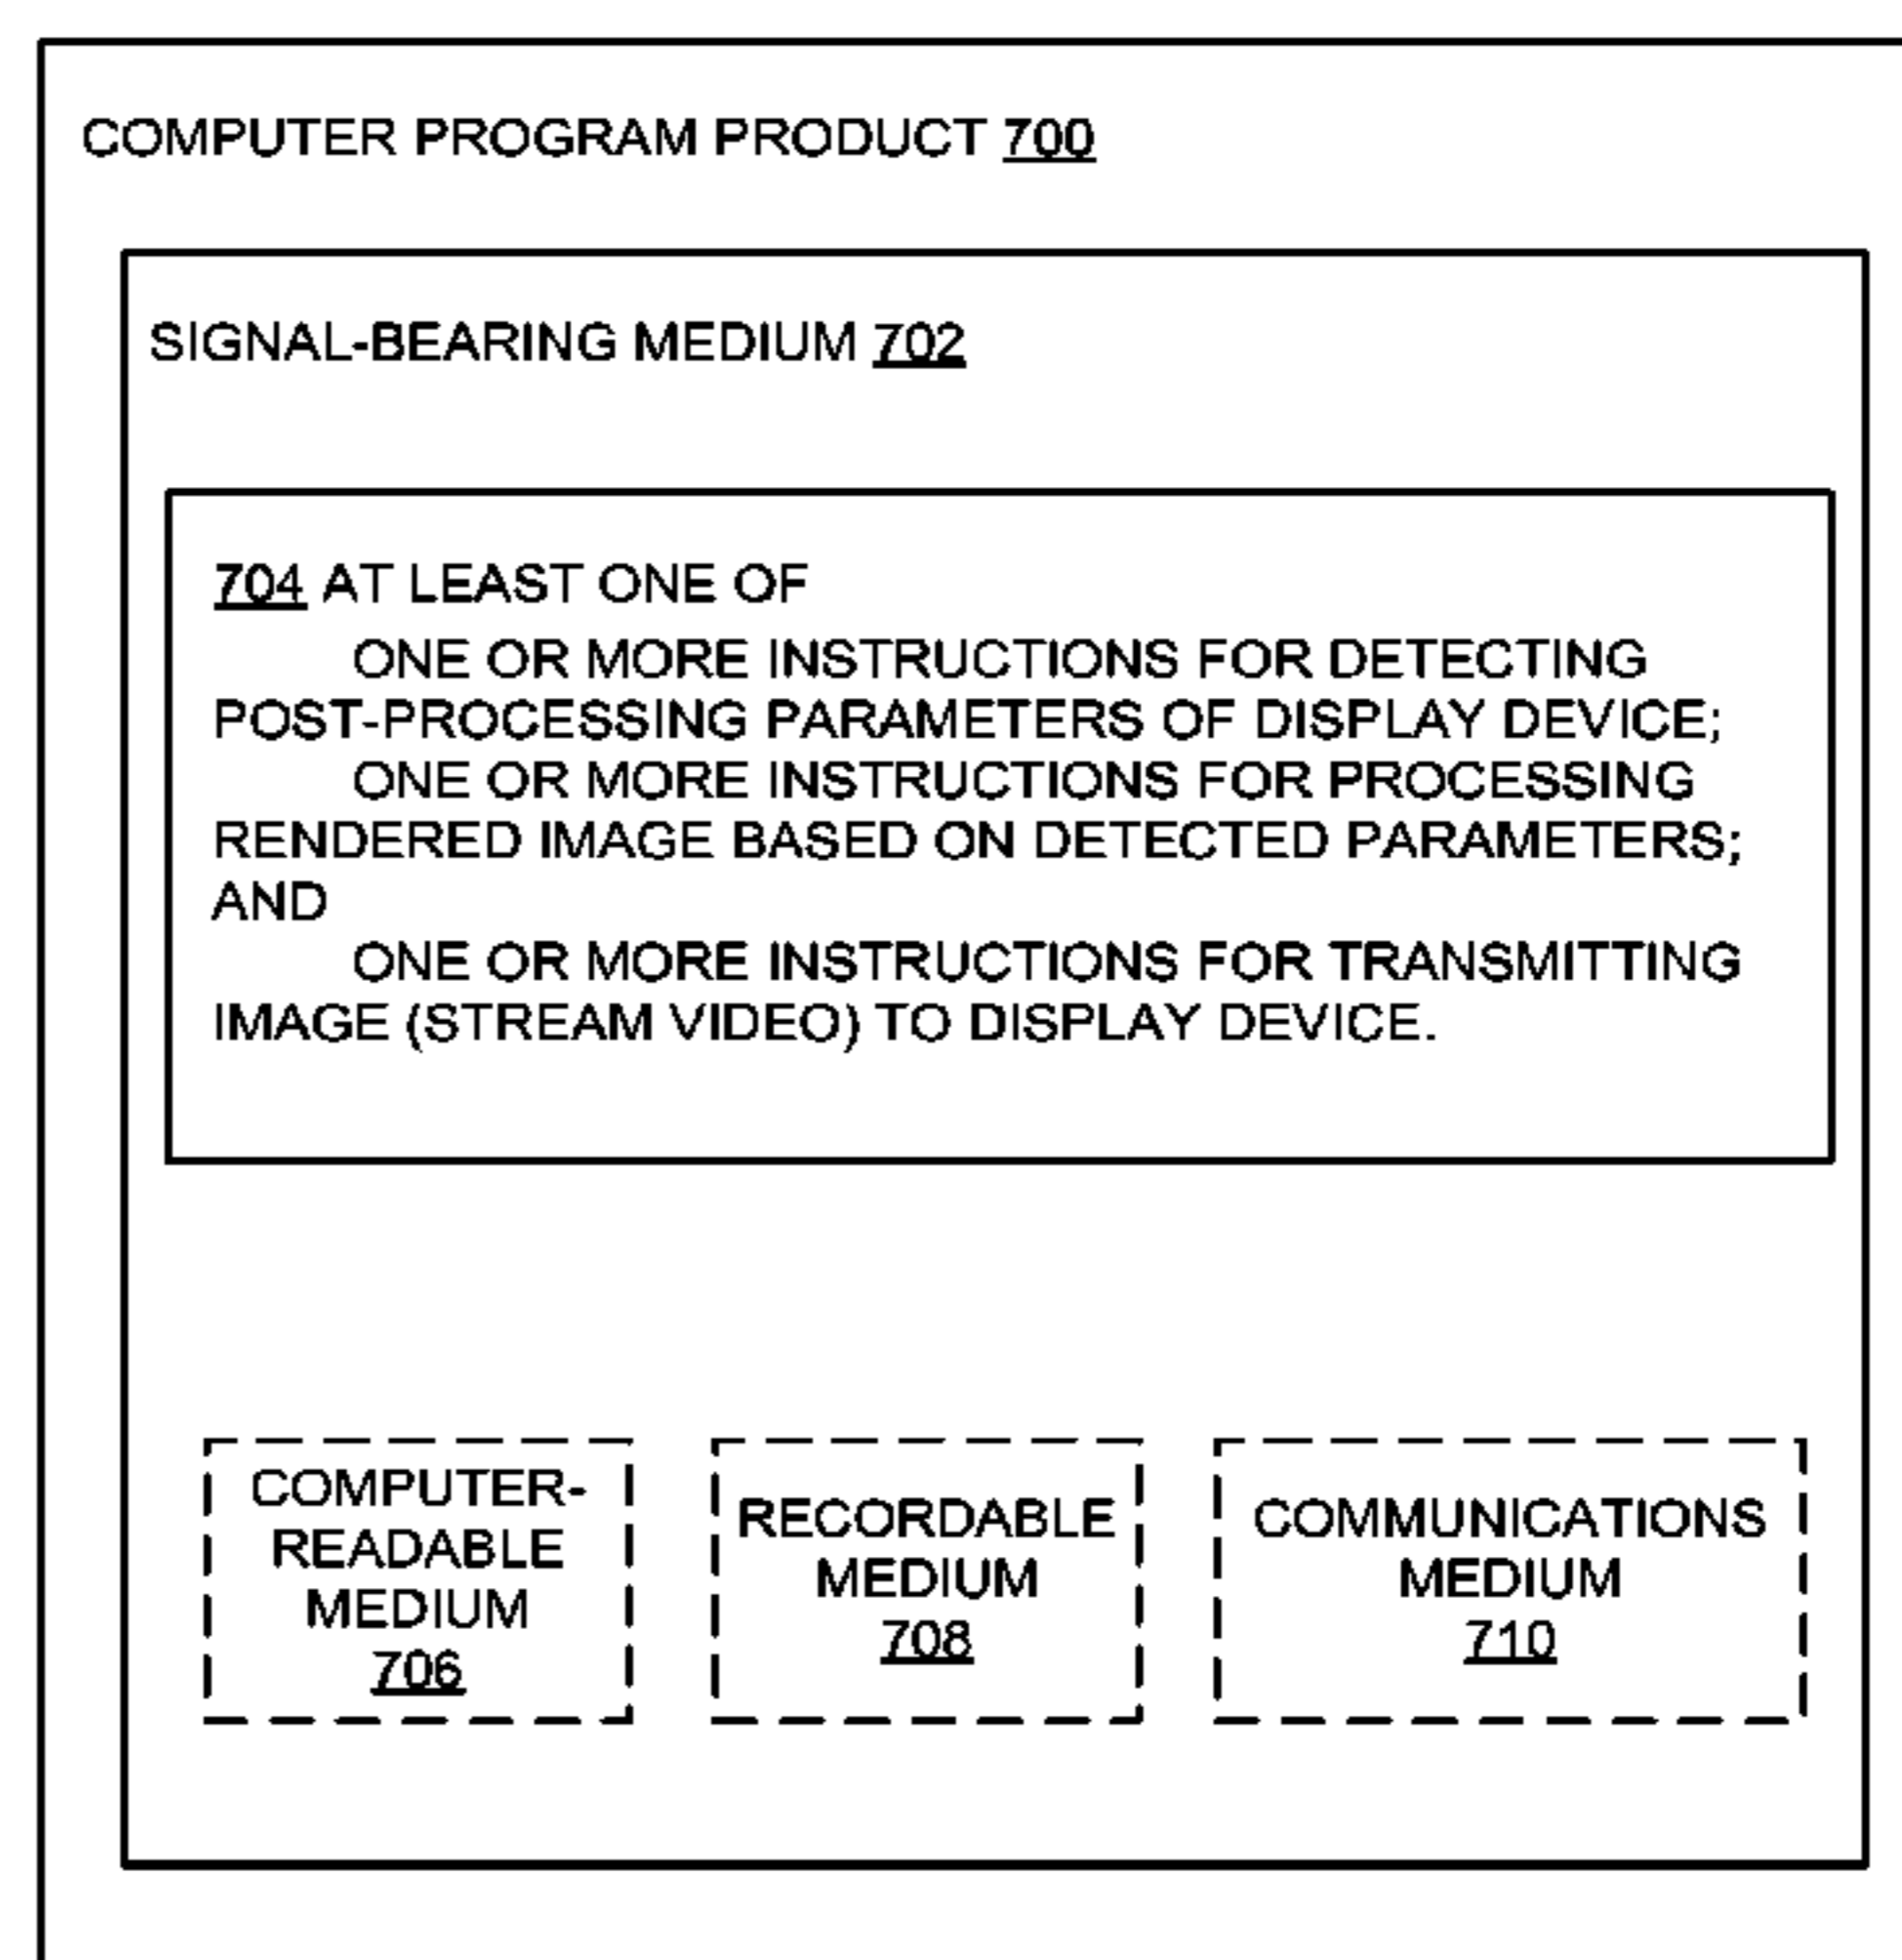 COMPUTER PROGRAM PRODUCT 700
SIGNAL-BEARING MEDIUM 702
704 AT LEAST ONE OF
ONE OR MORE INSTRUCTIONS FOR DETECTING
POST-PROCESSING PARAMETERS OF DISPLAY DEVICE;
ONE OR MORE INSTRUCTIONS FOR PROCESSING
RENDERED IMAGE BASED ON DETECTED PARAMETERS;
AND
ONE OR MORE INSTRUCTIONS FOR TRANSMITTING
IMAGE (STREAM VIDEO) TO DISPLAY DEVICE.
COMPUTER-
READABLE
MEDIUM
706
RECORDABLE
MEDIUM
708
COMMUNICATIONS
MEDIUM
710